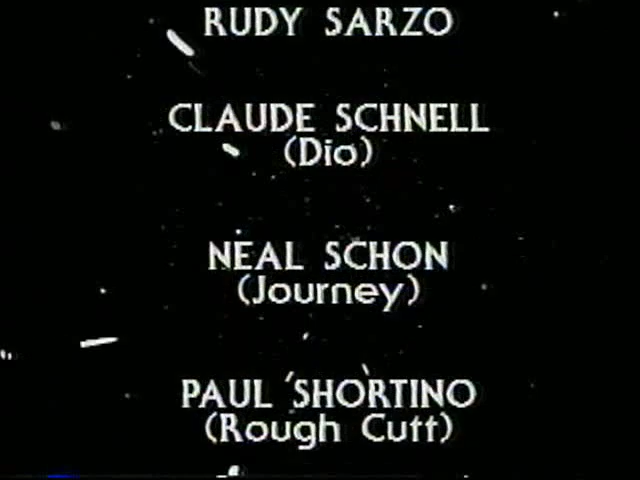 RUDY SARZO
CLAUDE SCHNELL
(Dio)
NEAL SCHON
(Journey)
PAUL SHORTINO
(Rough Cutt)